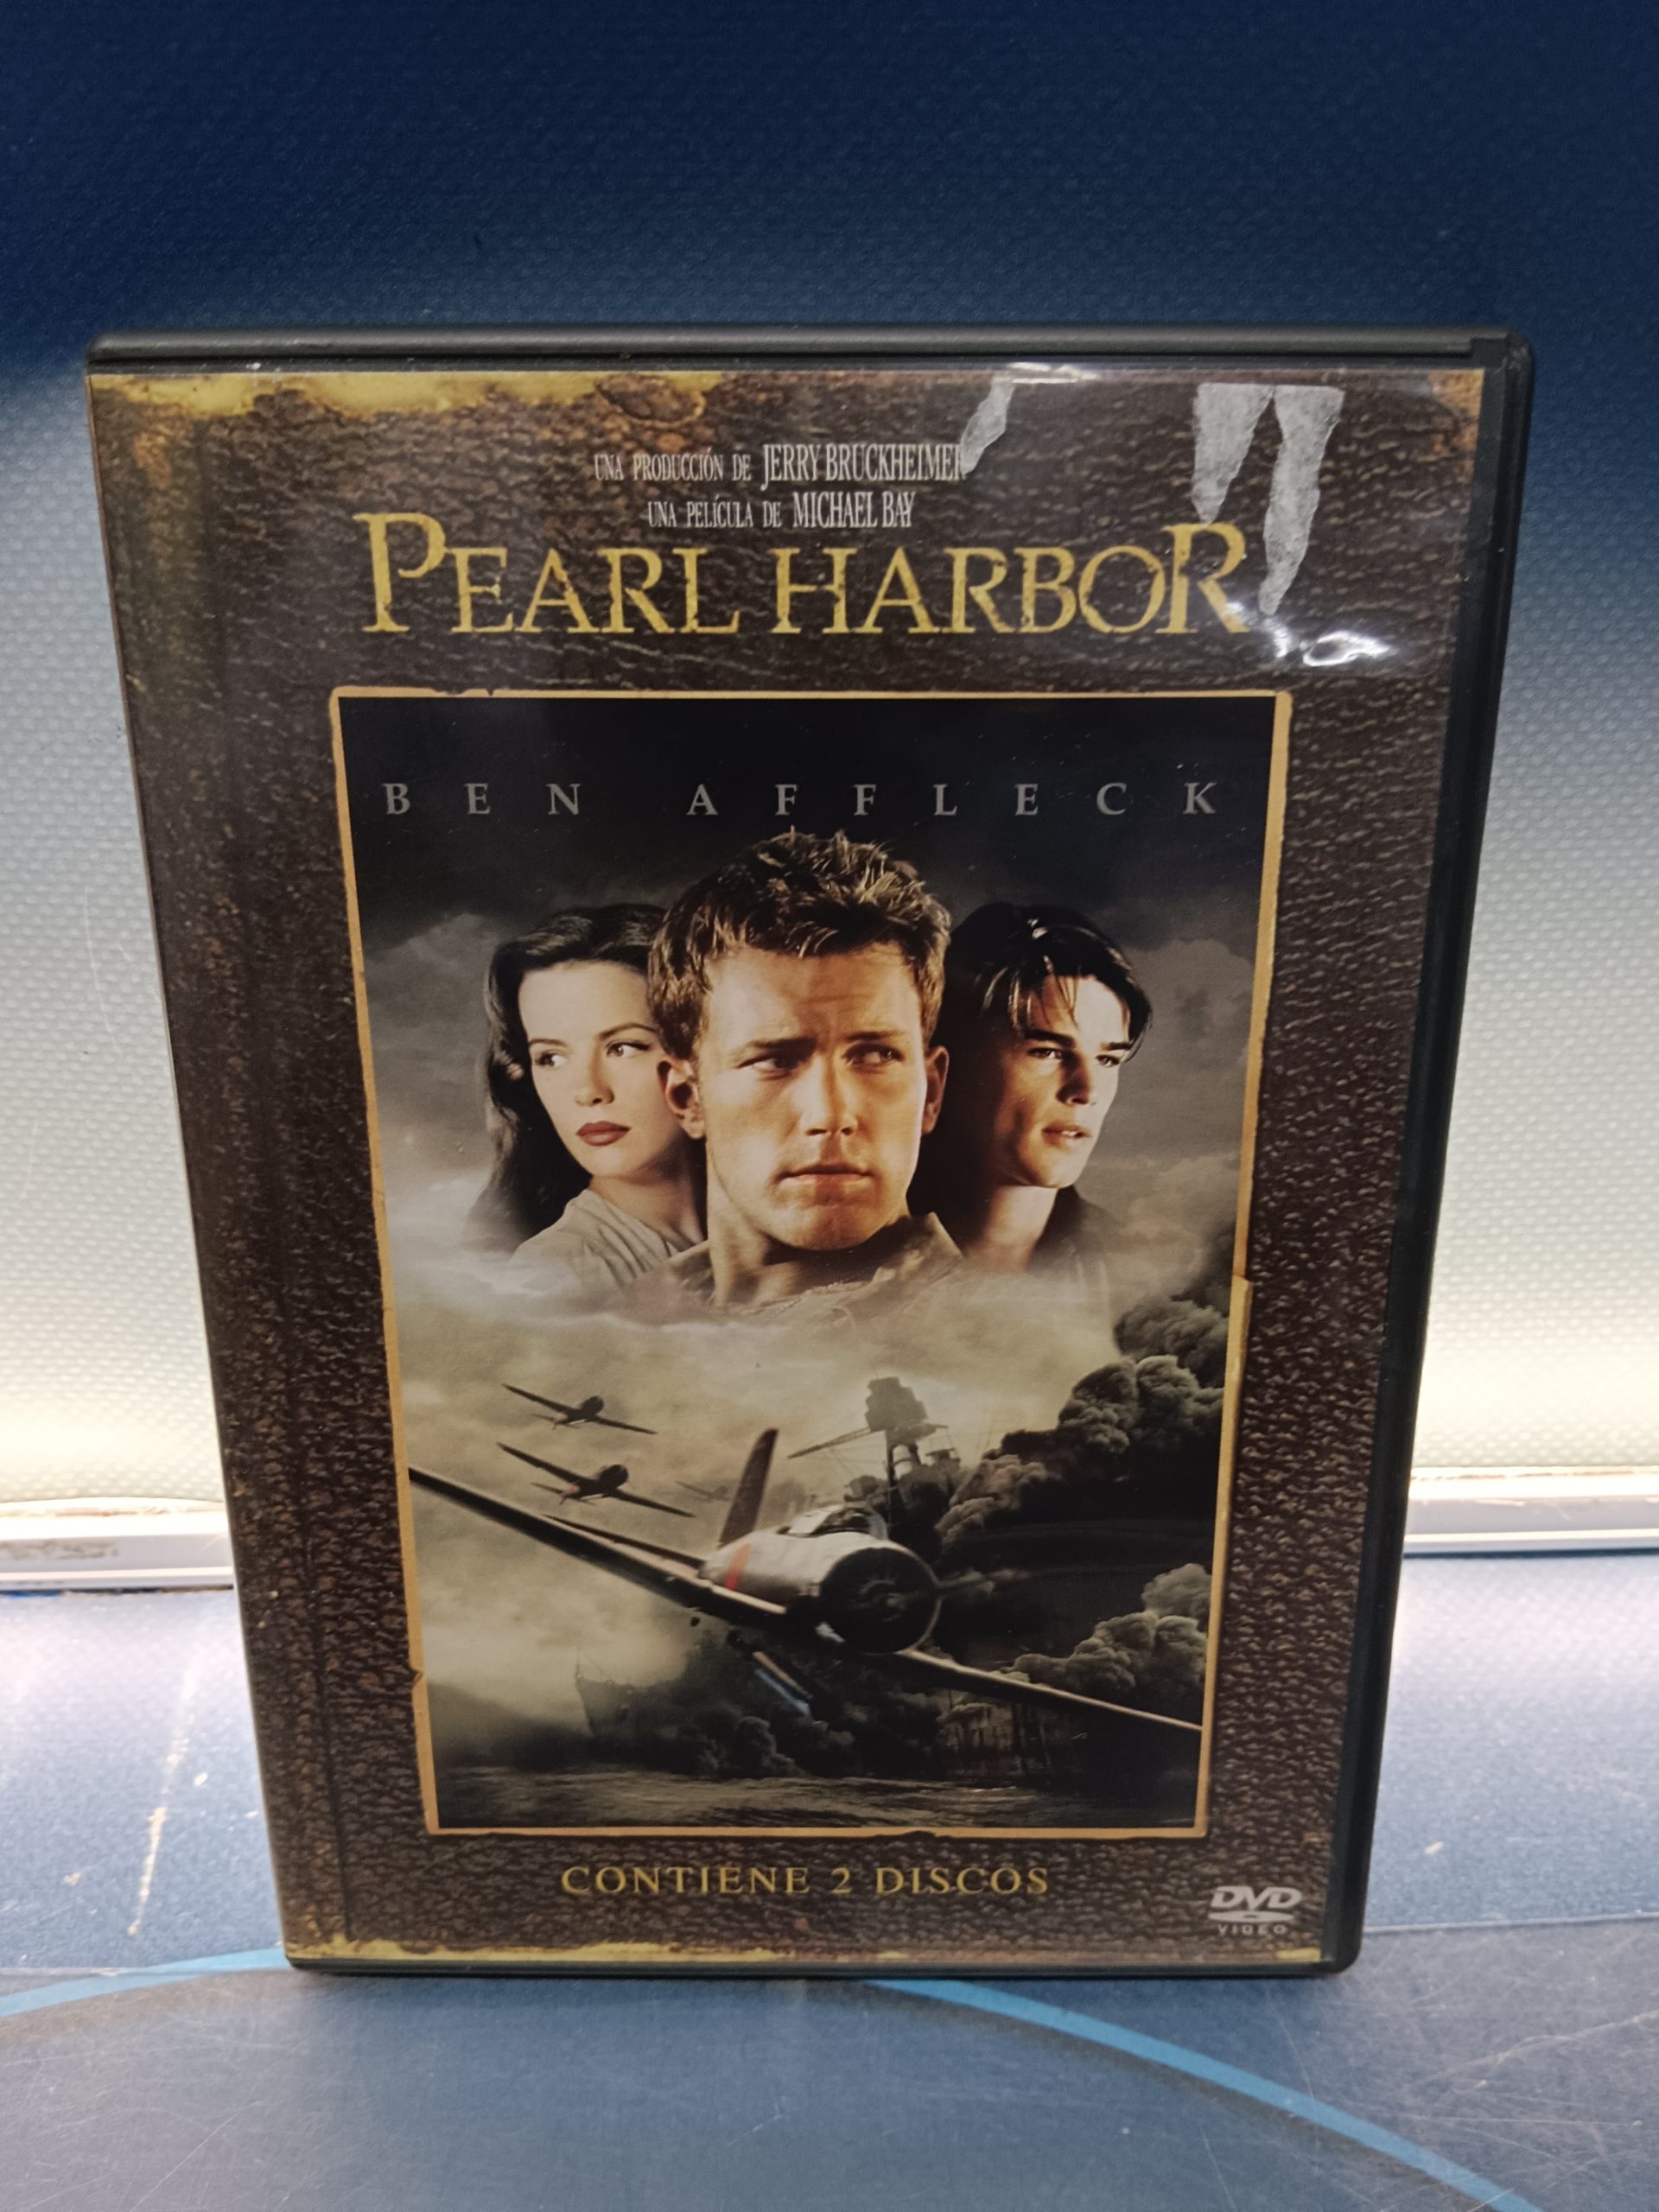 UNA PRODUCCIÓN DE JERRY BRUCKHEIMER
UNA PELÍCULA DE MICHAEL BAY
PEARL HARBOR
BEN AFFLECK
CONTIENE 2 DISCOS
DVD
VIDEO